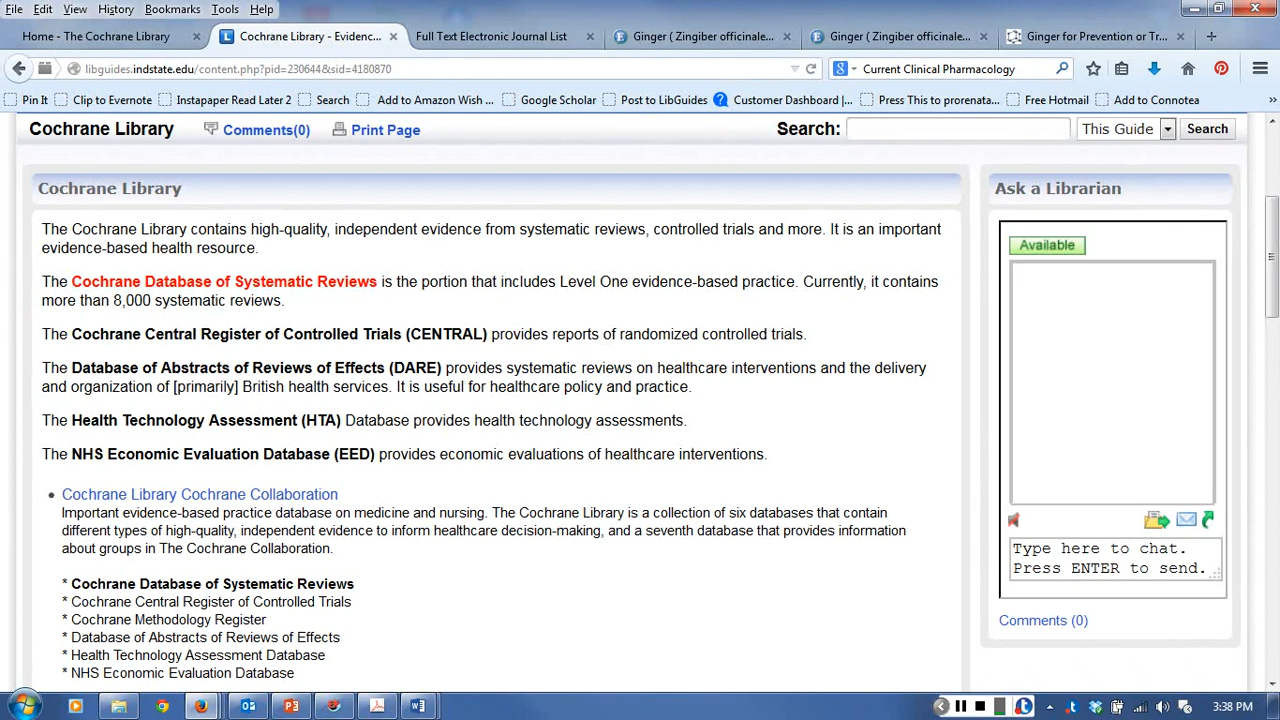 File Edit View History Bookmarks Tools Help
Home - The Cochrane Library
Cochrane Library - Evidenc...
Full Text Electronic Journal List
Ginger ( Zingiber officinale...
Ginger ( Zingiber officinale...
Ginger for Prevention or Tr...
libguides.indstate.edu/content.php?pid=230644&sid=4180870
Current Clinical Pharmacology
Pin It Clip to Evernote Instapaper Read Later 2 Search Add to Amazon Wish ... Google Scholar Post to LibGuides Customer Dashboard |... Press This to prorenata... Free Hotmail Add to Connotea »
Cochrane Library Comments(0) Print Page Search: This Guide Search
Cochrane Library
The Cochrane Library contains high-quality, independent evidence from systematic reviews, controlled trials and more. It is an important
evidence-based health resource.
The Cochrane Database of Systematic Reviews is the portion that includes Level One evidence-based practice. Currently, it contains
more than 8,000 systematic reviews.
The Cochrane Central Register of Controlled Trials (CENTRAL) provides reports of randomized controlled trials.
The Database of Abstracts of Reviews of Effects (DARE) provides systematic reviews on healthcare interventions and the delivery
and organization of [primarily] British health services. It is useful for healthcare policy and practice.
The Health Technology Assessment (HTA) Database provides health technology assessments.
The NHS Economic Evaluation Database (EED) provides economic evaluations of healthcare interventions.
• Cochrane Library Cochrane Collaboration
Important evidence-based practice database on medicine and nursing. The Cochrane Library is a collection of six databases that contain
different types of high-quality, independent evidence to inform healthcare decision-making, and a seventh database that provides information
about groups in The Cochrane Collaboration.
* Cochrane Database of Systematic Reviews
* Cochrane Central Register of Controlled Trials
* Cochrane Methodology Register
* Database of Abstracts of Reviews of Effects
* Health Technology Assessment Database
* NHS Economic Evaluation Database
Ask a Librarian
Available
Type here to chat.
Press ENTER to send.
Comments (0)
3:38 PM